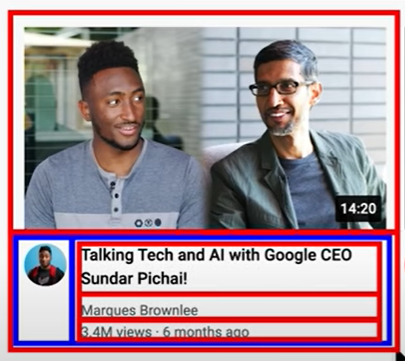 14:20
Talking Tech and AI with Google CEO
Sundar Pichai!
Marques Brownlee
3.4M views · 6 months ago